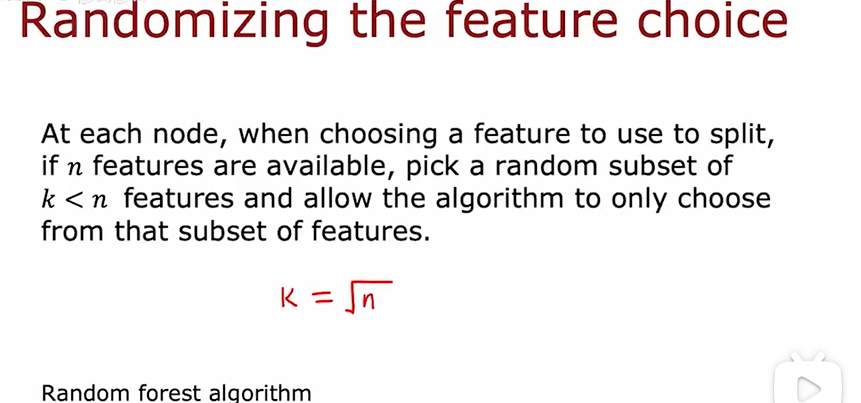 Randomizing the feature choice
At each node, when choosing a feature to use to split,
if n features are available, pick a random subset of
k < n features and allow the algorithm to only choose
from that subset of features.
K = √n
Random forest algorithm